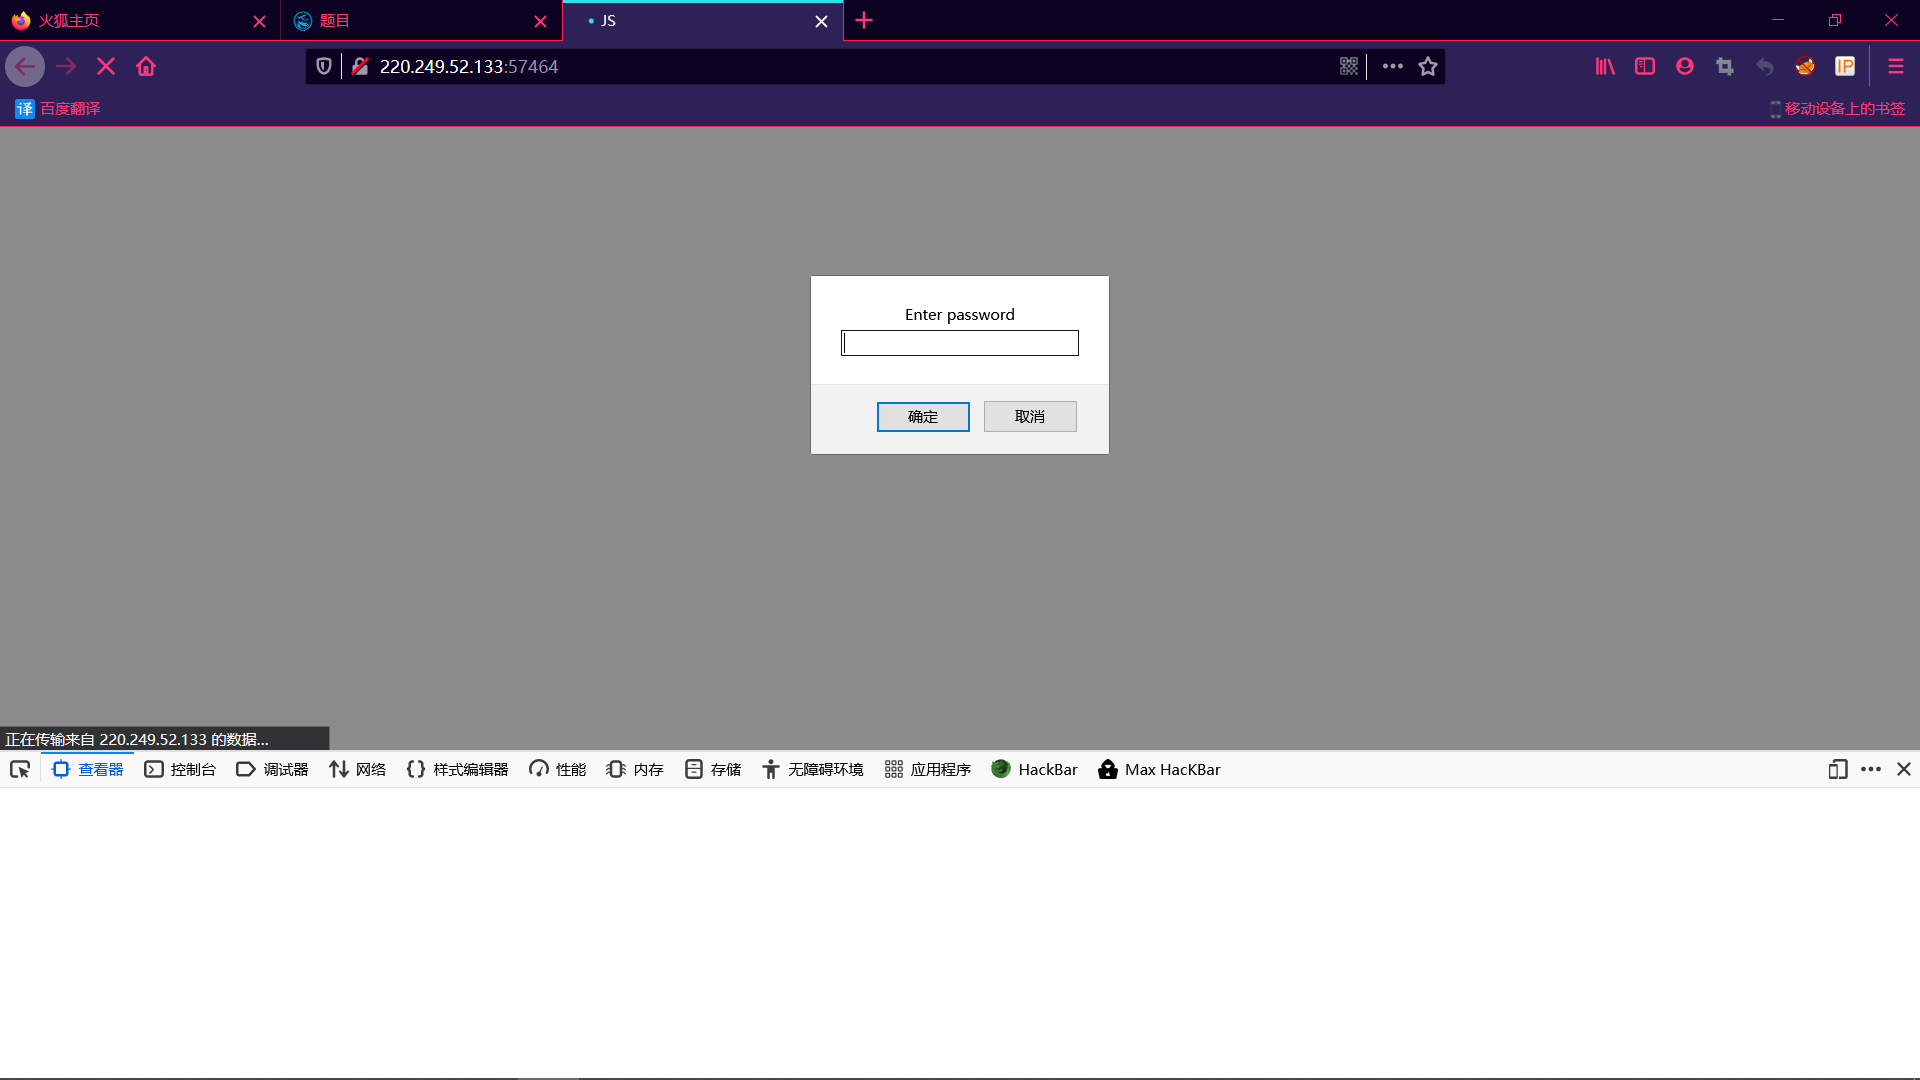 火狐主页
题目
JS
220.249.52.133:57464
IP
译 百度翻译
移动设备上的书签
Enter password
确定
取消
正在传输来自 220.249.52.133 的数据...
查看器
控制台
调试器
网络
样式编辑器
性能
内存
存储
无障碍环境
应用程序
HackBar
Max HacKBar